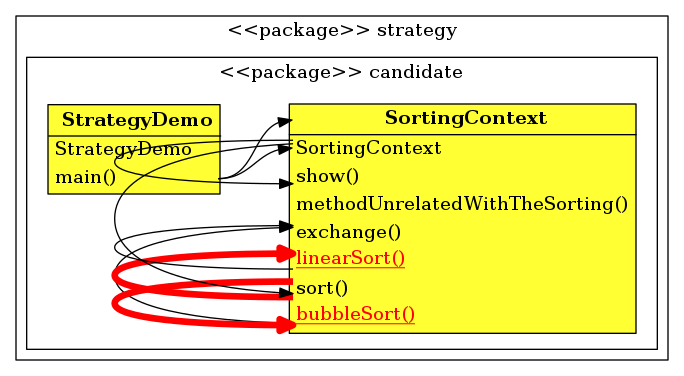 <<package>> strategy
<<package>> candidate
StrategyDemo
StrategyDemo
main()
SortingContext
SortingContext
show()
methodUnrelatedWithTheSorting()
exchange()
linearSort()
sort()
bubbleSort()